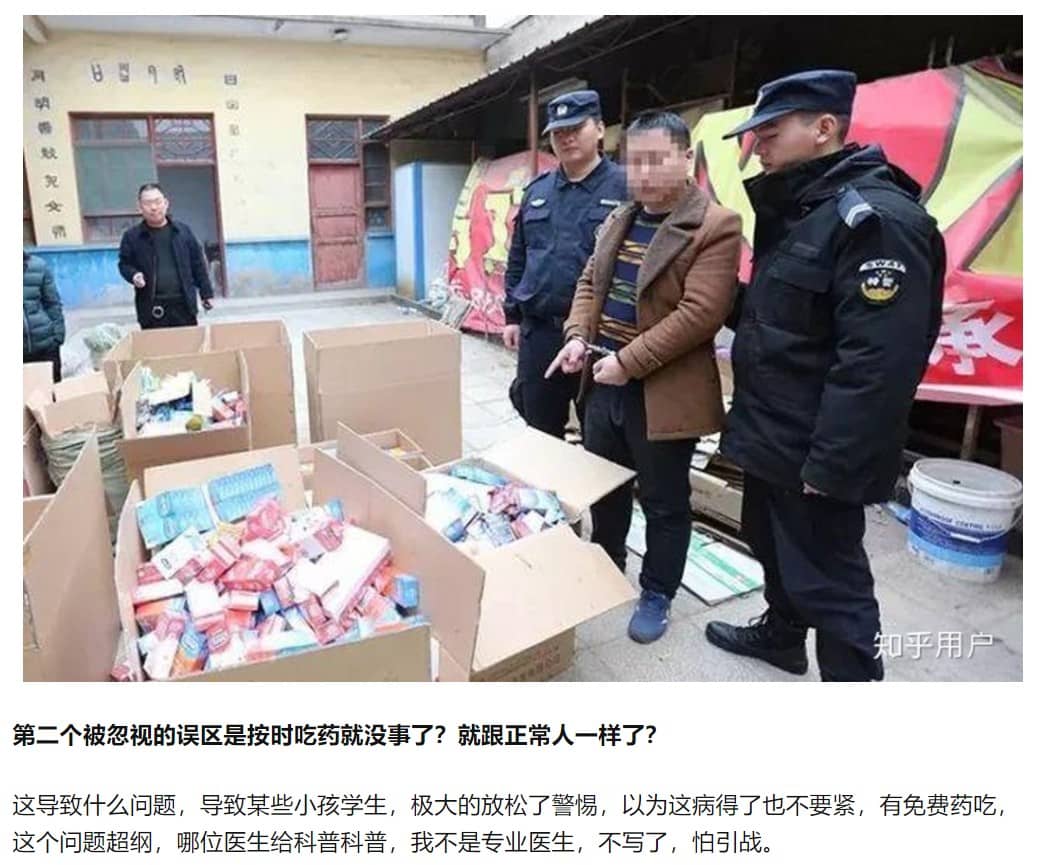 SWAT
承
知乎用户
第二个被忽视的误区是按时吃药就没事了？就跟正常人一样了？
这导致什么问题，导致某些小孩学生，极大的放松了警惕，以为这病得了也不要紧，有免费药吃，
这个问题超纲，哪位医生给科普科普，我不是专业医生，不写了，怕引战。